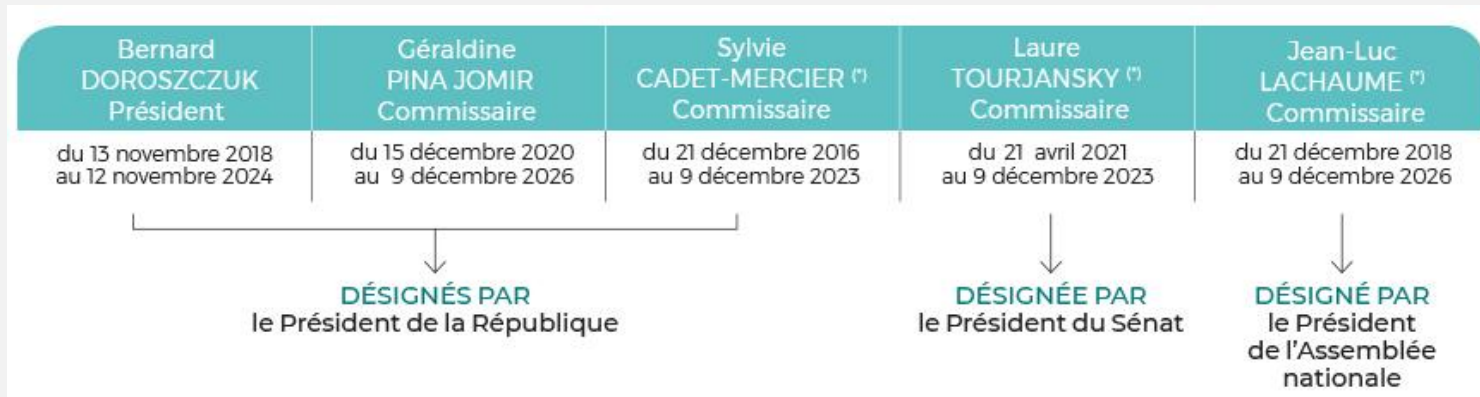 Bernard
DOROSZCZUK
Président
du 13 novembre 2018
au 12 novembre 2024
Géraldine
PINA JOMIR
Commissaire
du 15 décembre 2020
au 9 décembre 2026
Sylvie
CADET-MERCIER (*)
Commissaire
du 21 décembre 2016
au 9 décembre 2023
Laure
TOURJANSKY (*)
Commissaire
du 21 avril 2021
au 9 décembre 2023
Jean-Luc
LACHAUME (*)
Commissaire
du 21 décembre 2018
au 9 décembre 2026
DÉSIGNÉS PAR
le Président de la République
DÉSIGNÉE PAR
le Président du Sénat
DÉSIGNÉ PAR
le Président
de l'Assemblée
nationale